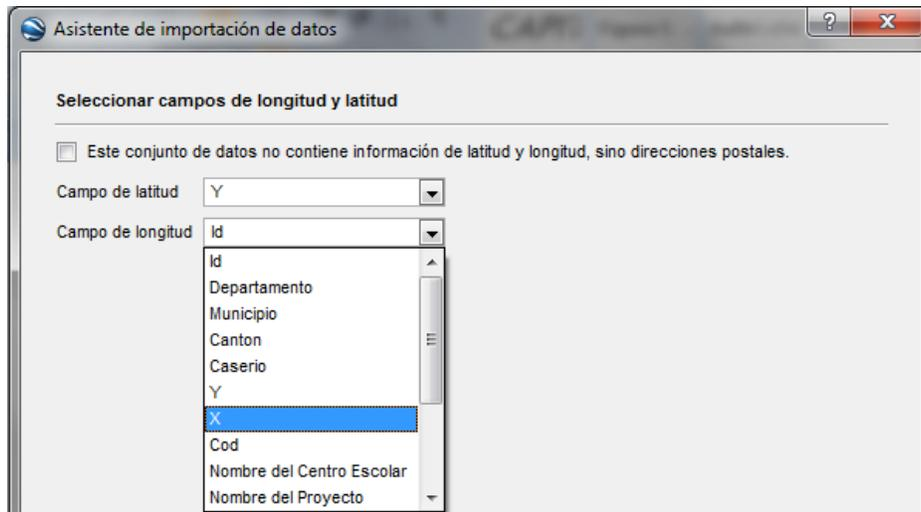 Asistente de importación de datos
Seleccionar campos de longitud y latitud
Este conjunto de datos no contiene información de latitud y longitud, sino direcciones postales.
Campo de latitud Y
Campo de longitud Id
Id
Departamento
Municipio
Canton
Caserio
Y
X
Cod
Nombre del Centro Escolar
Nombre del Proyecto